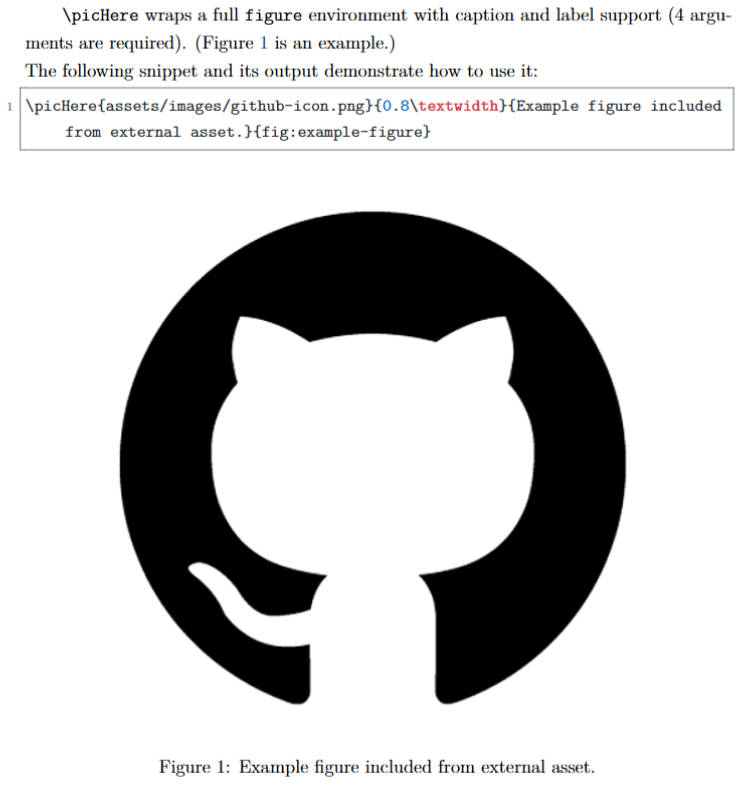 \picHere wraps a full figure environment with caption and label support (4 argu-
ments are required). (Figure 1 is an example.)
The following snippet and its output demonstrate how to use it:
1 \picHere{assets/images/github-icon.png}{0.8\textwidth}{Example figure included
from external asset.}{fig:example-figure}
Figure 1: Example figure included from external asset.